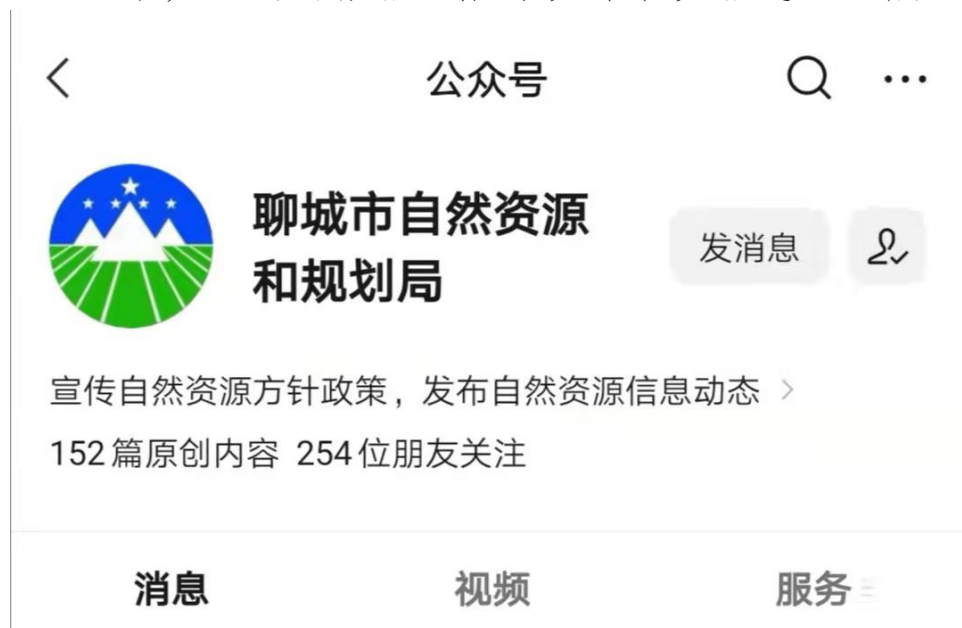 公众号
聊城市自然资源
和规划局
发消息
宣传自然资源方针政策，发布自然资源信息动态
152篇原创内容 254位朋友关注
消息 视频 服务